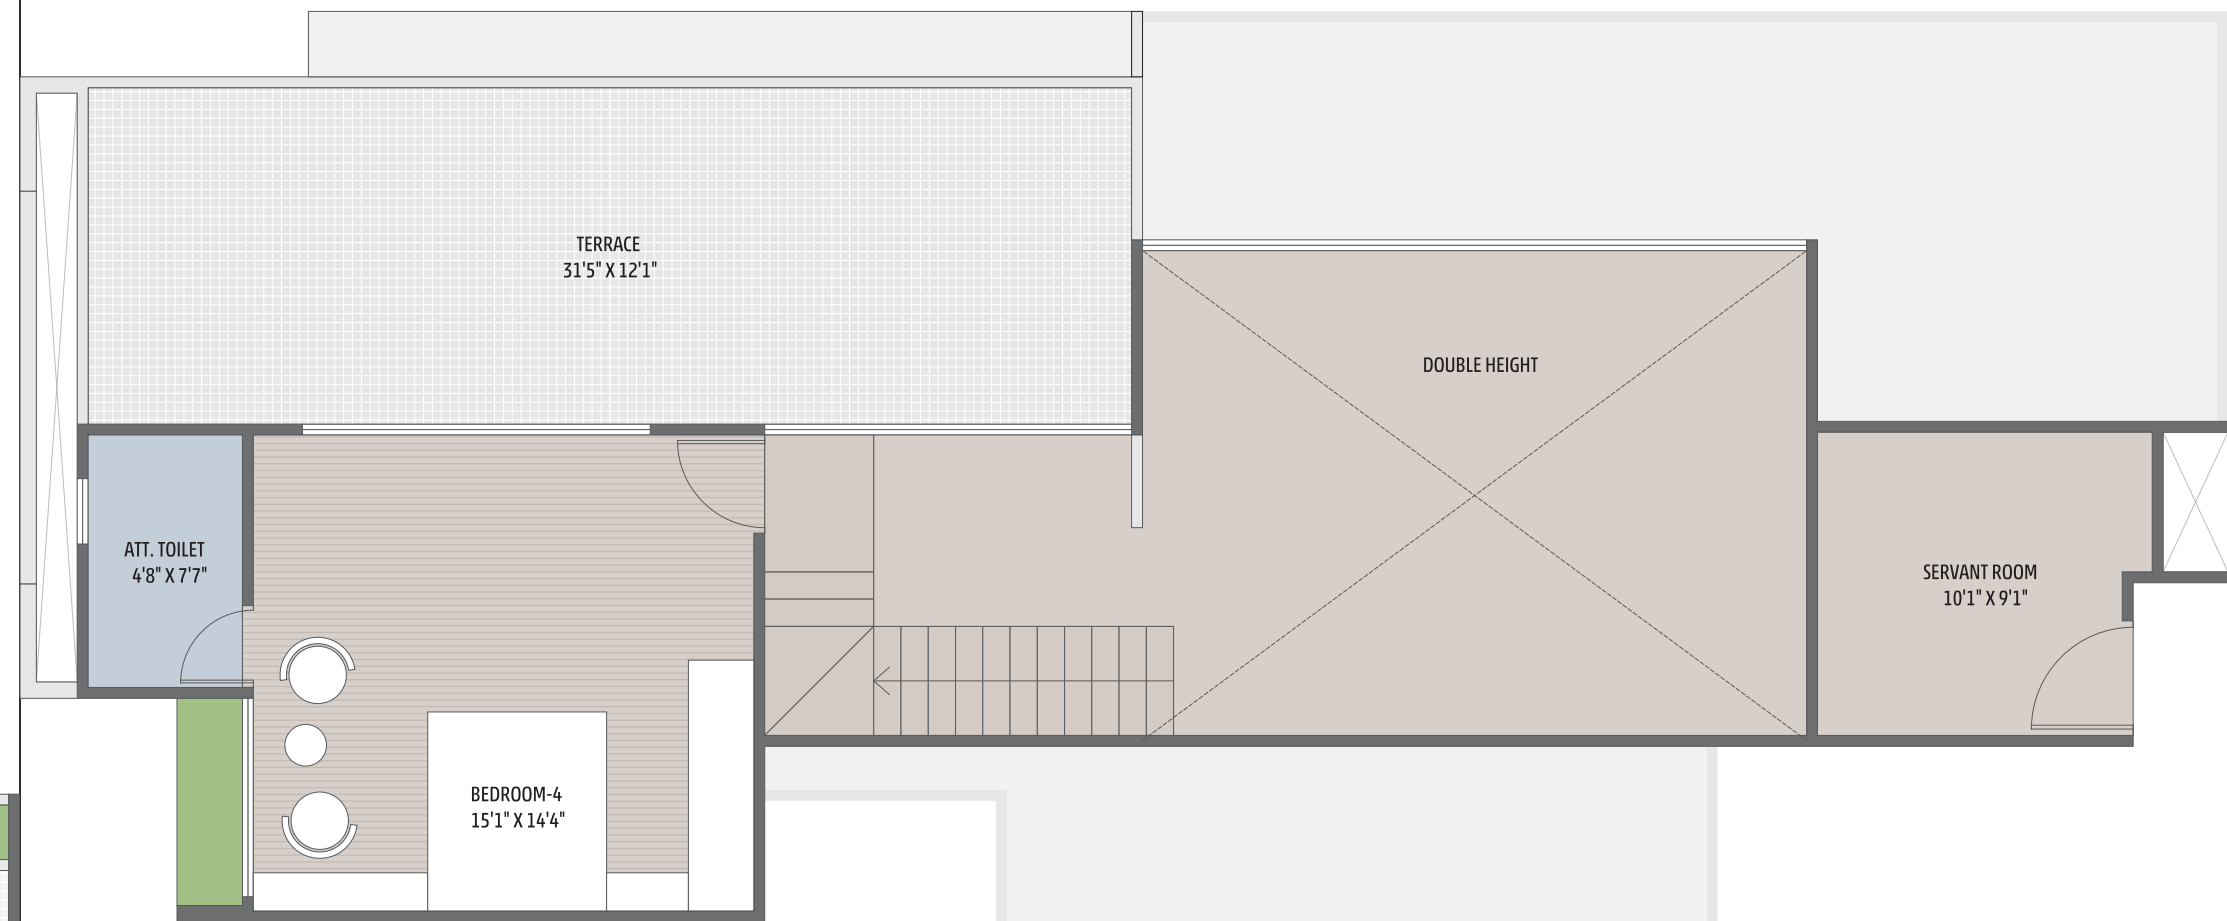 TERRACE
31'5" X 12'1"
DOUBLE HEIGHT
ATT. TOILET
4'8" X 7'7"
SERVANT ROOM
10'1" X 9'1"
BEDROOM-4
15'1" X 14'4"